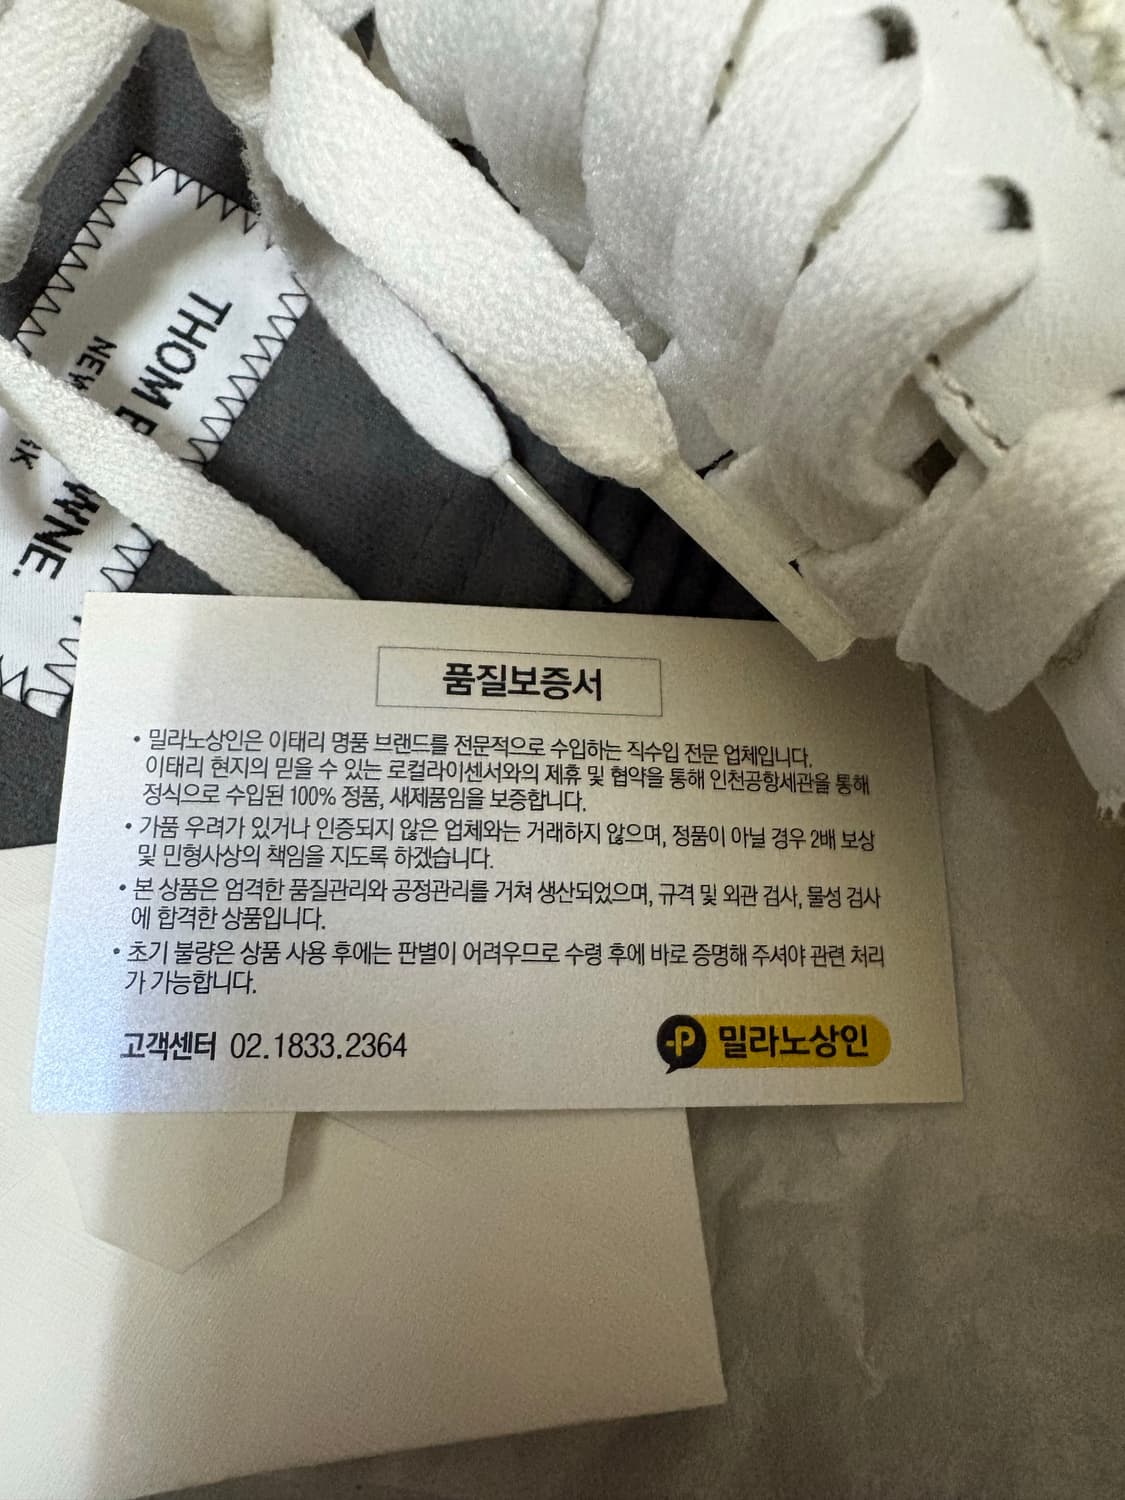 THOM
NEW
WNE.
품질보증서
• 밀라노상인은 이태리 명품 브랜드를 전문적으로 수입하는 직수입 전문 업체입니다.
이태리 현지의 믿을 수 있는 로컬라이센서와의 제휴 및 협약을 통해 인천공항세관을 통해
정식으로 수입된 100% 정품, 새제품임을 보증합니다.
• 가품 우려가 있거나 인증되지 않은 업체와는 거래하지 않으며, 정품이 아닐 경우 2배 보상
및 민형사상의 책임을 지도록 하겠습니다.
• 본 상품은 엄격한 품질관리와 공정관리를 거쳐 생산되었으며, 규격 및 외관 검사, 물성 검사
에 합격한 상품입니다.
• 초기 불량은 상품 사용 후에는 판별이 어려우므로 수령 후에 바로 증명해 주셔야 관련 처리
가 가능합니다.
고객센터 02.1833.2364
P 밀라노상인